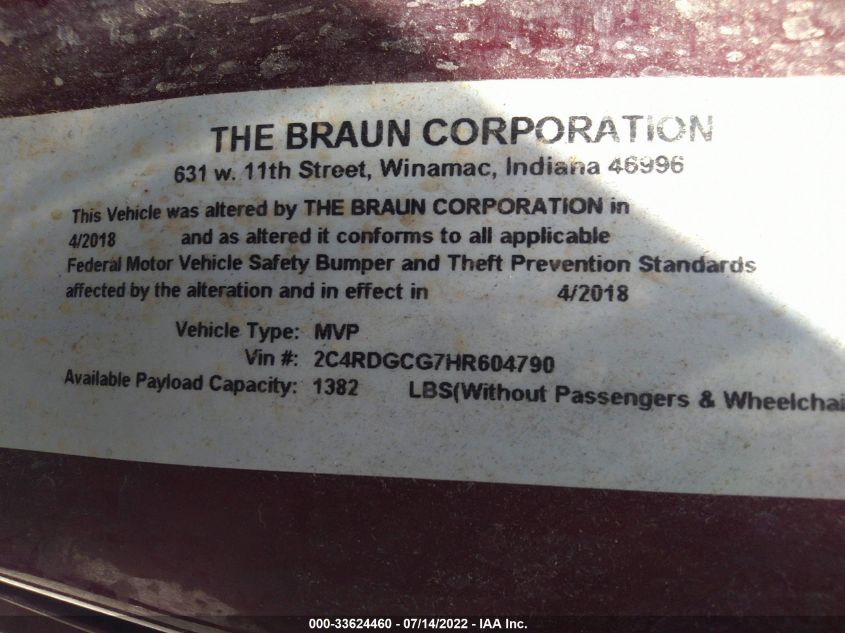 THE BRAUN CORPORATION
631 w. 11th Street, Winamac, Indiana 46996
This Vehicle was altered by THE BRAUN CORPORATION in
4/2018 and as altered it conforms to all applicable
Federal Motor Vehicle Safety Bumper and Theft Prevention Standards
affected by the alteration and in effect in 4/2018
Vehicle Type: MVP
Vin #: 2C4RDGCG7HR604790
Available Payload Capacity: 1382 LBS(Without Passengers & Wheelchai
000-33624460 - 07/14/2022 - IAA Inc.